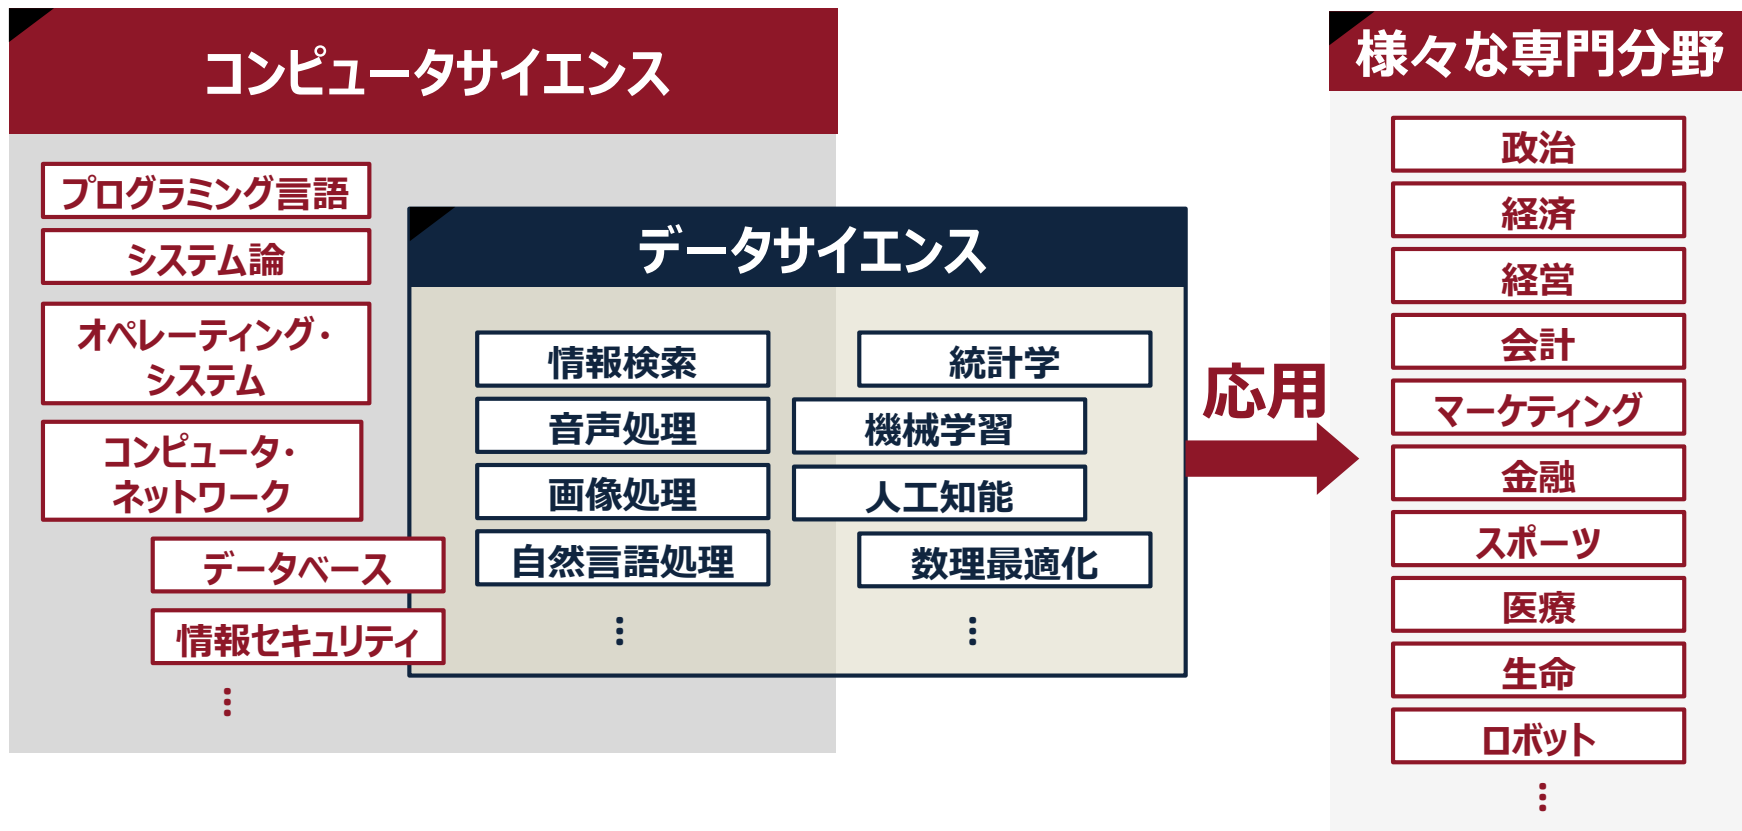 コンピュータサイエンス
プログラミング言語
システム論
オペレーティング・
システム
コンピュータ・
ネットワーク
データベース
情報セキュリティ
⋮
データサイエンス
情報検索
音声処理
画像処理
自然言語処理
⋮
統計学
機械学習
人工知能
数理最適化
⋮
応用
様々な専門分野
政治
経済
経営
会計
マーケティング
金融
スポーツ
医療
生命
ロボット
⋮